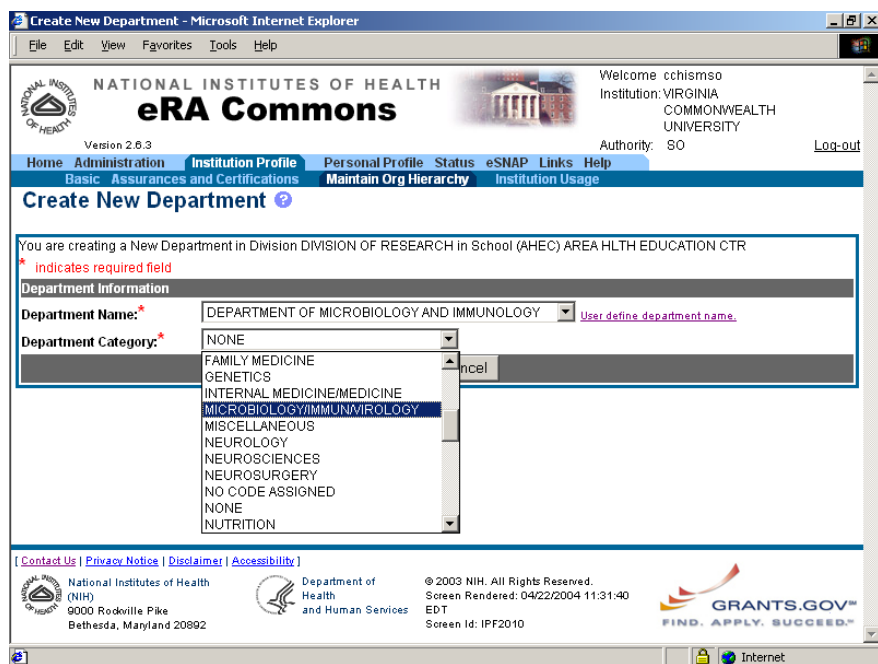 Create New Department - Microsoft Internet Explorer
File Edit View Favorites Tools Help
NATIONAL INSTITUTES OF HEALTH
eRA Commons
Version 2.6.3
NATIONAL INSTITUTES OF HEALTH
Welcome cchismso
Institution: VIRGINIA
COMMONWEALTH
UNIVERSITY
Authority: SO
Log-out
Home Administration Institution Profile Personal Profile Status eSNAP Links Help
Basic Assurances and Certifications Maintain Org Hierarchy Institution Usage
Create New Department ?
You are creating a New Department in Division DIVISION OF RESEARCH in School (AHEC) AREA HLTH EDUCATION CTR
* indicates required field
Department Information
Department Name:* DEPARTMENT OF MICROBIOLOGY AND IMMUNOLOGY User define department name.
Department Category:* NONE
ncel
FAMILY MEDICINE
GENETICS
INTERNAL MEDICINE/MEDICINE
MICROBIOLOGY/IMMUN/VIROLOGY
MISCELLANEOUS
NEUROLOGY
NEUROSCIENCES
NEUROSURGERY
NO CODE ASSIGNED
NONE
NUTRITION
[ Contact Us | Privacy Notice | Disclaimer | Accessibility ]
National Institutes of Health
(NIH)
9000 Rockville Pike
Bethesda, Maryland 20892
Department of
Health
and Human Services
© 2003 NIH. All Rights Reserved.
Screen Rendered: 04/22/2004 11:31:40
EDT
Screen Id: IPF2010
GRANTS.GOV℠
FIND. APPLY. SUCCEED.℠
Internet